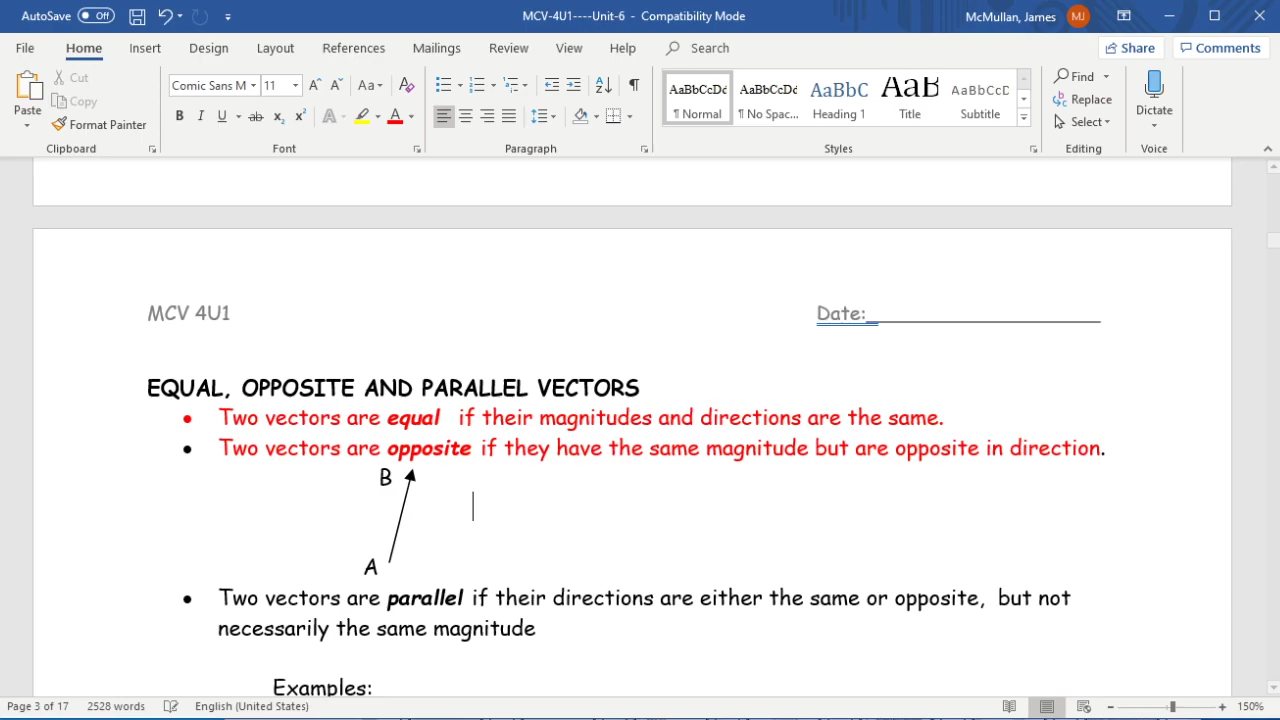 AutoSave Off MCV-4U1----Unit-6 - Compatibility Mode McMullan, James MJ
File Home Insert Design Layout References Mailings Review View Help Search Share Comments
Paste Cut Copy Format Painter
Comic Sans M 11
AaBbCcDd AaBbCcDd AaBbC AaB AaBbCcD
¶ Normal ¶ No Spac... Heading 1 Title Subtitle
Find Replace Select Dictate
Clipboard Font Paragraph Styles Editing Voice
MCV 4U1 Date:
EQUAL, OPPOSITE AND PARALLEL VECTORS
• Two vectors are equal if their magnitudes and directions are the same.
• Two vectors are opposite if they have the same magnitude but are opposite in direction.
B
A
• Two vectors are parallel if their directions are either the same or opposite, but not
necessarily the same magnitude
Examples:
Page 3 of 17 2528 words English (United States) 150%